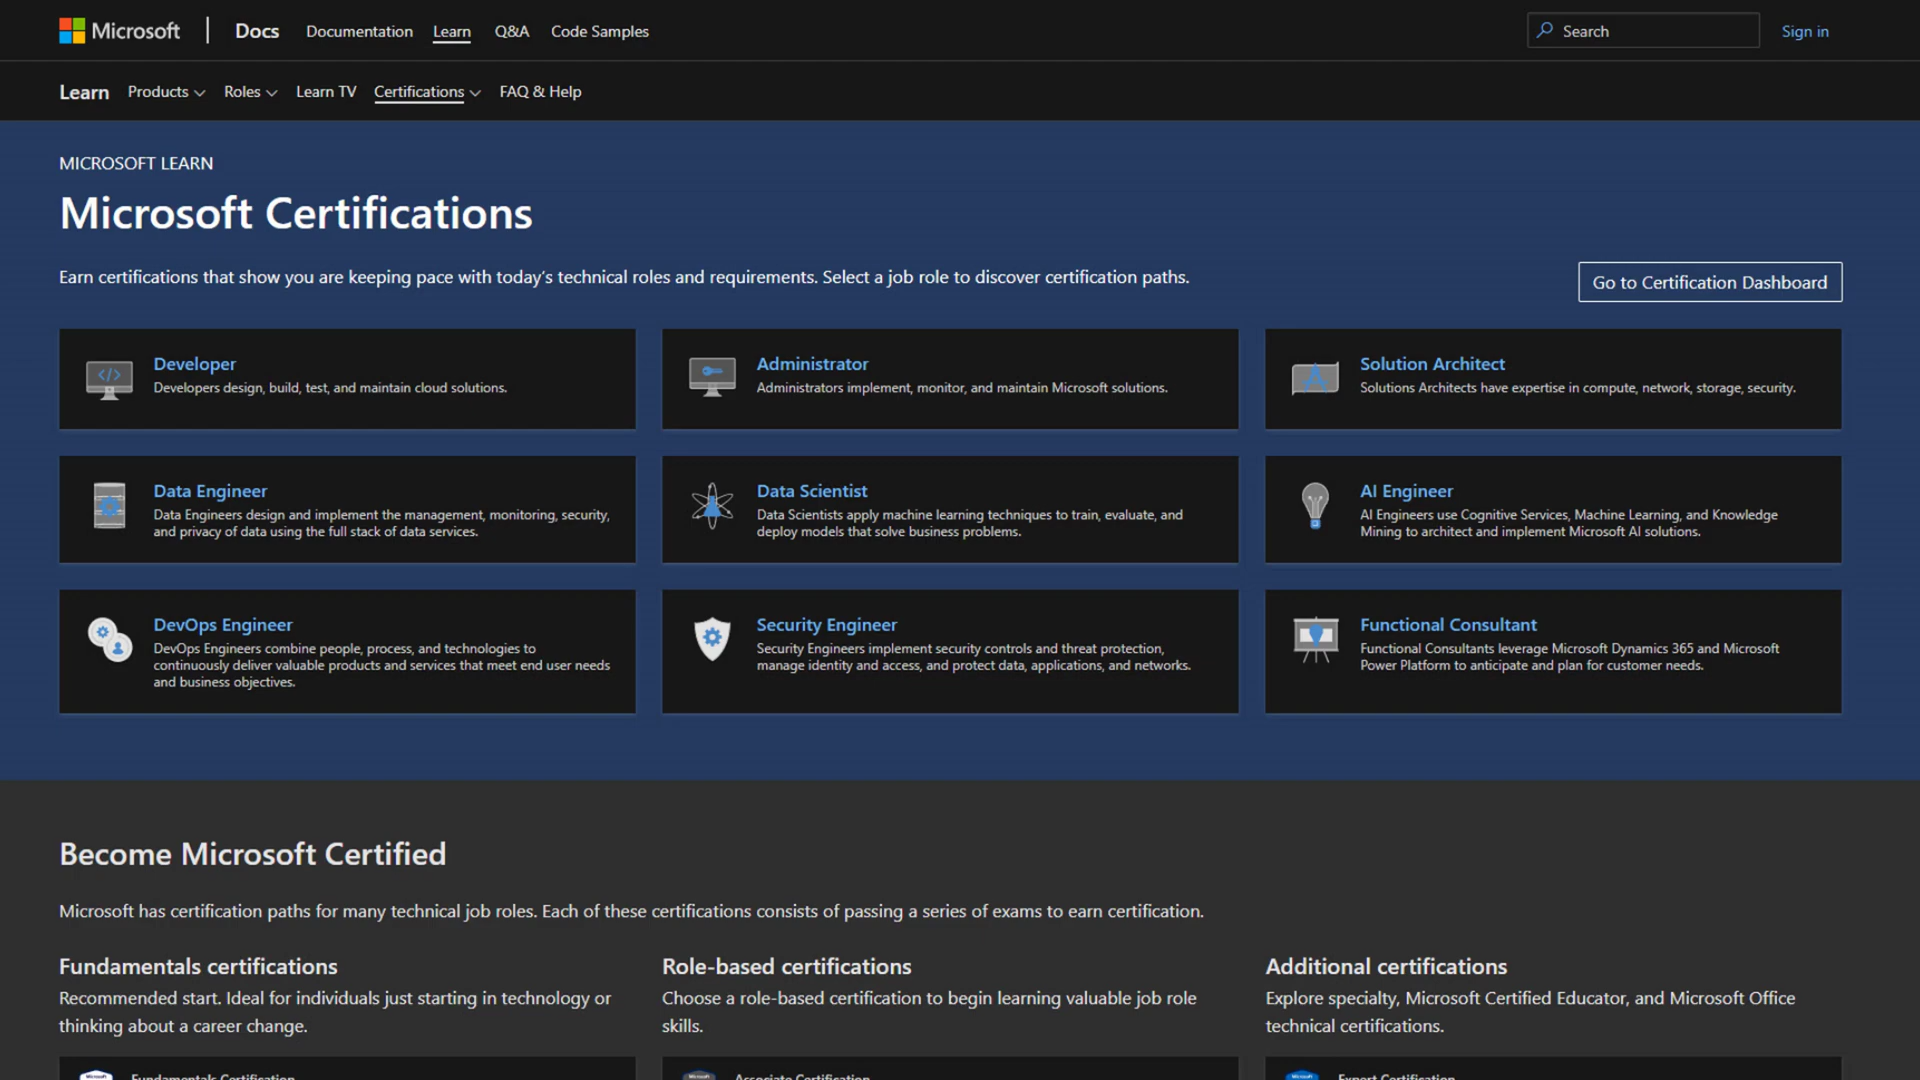 Microsoft
Docs
Documentation
Learn
Q&A
Code Samples
Search
Sign in
Learn
Products
Roles
Learn TV
Certifications
FAQ & Help
MICROSOFT LEARN
Microsoft Certifications
Earn certifications that show you are keeping pace with today's technical roles and requirements. Select a job role to discover certification paths.
Go to Certification Dashboard
Developer
Developers design, build, test, and maintain cloud solutions.
Administrator
Administrators implement, monitor, and maintain Microsoft solutions.
Solution Architect
Solutions Architects have expertise in compute, network, storage, security.
Data Engineer
Data Engineers design and implement the management, monitoring, security,
and privacy of data using the full stack of data services.
Data Scientist
Data Scientists apply machine learning techniques to train, evaluate, and
deploy models that solve business problems.
AI Engineer
AI Engineers use Cognitive Services, Machine Learning, and Knowledge
Mining to architect and implement Microsoft AI solutions.
DevOps Engineer
DevOps Engineers combine people, process, and technologies to
continuously deliver valuable products and services that meet end user needs
and business objectives.
Security Engineer
Security Engineers implement security controls and threat protection,
manage identity and access, and protect data, applications, and networks.
Functional Consultant
Functional Consultants leverage Microsoft Dynamics 365 and Microsoft
Power Platform to anticipate and plan for customer needs.
Become Microsoft Certified
Microsoft has certification paths for many technical job roles. Each of these certifications consists of passing a series of exams to earn certification.
Fundamentals certifications
Recommended start. Ideal for individuals just starting in technology or
thinking about a career change.
Role-based certifications
Choose a role-based certification to begin learning valuable job role
skills.
Additional certifications
Explore specialty, Microsoft Certified Educator, and Microsoft Office
technical certifications.
Microsoft
Fundamentals Certification
Microsoft
Associate Certification
Microsoft
Expert Certification